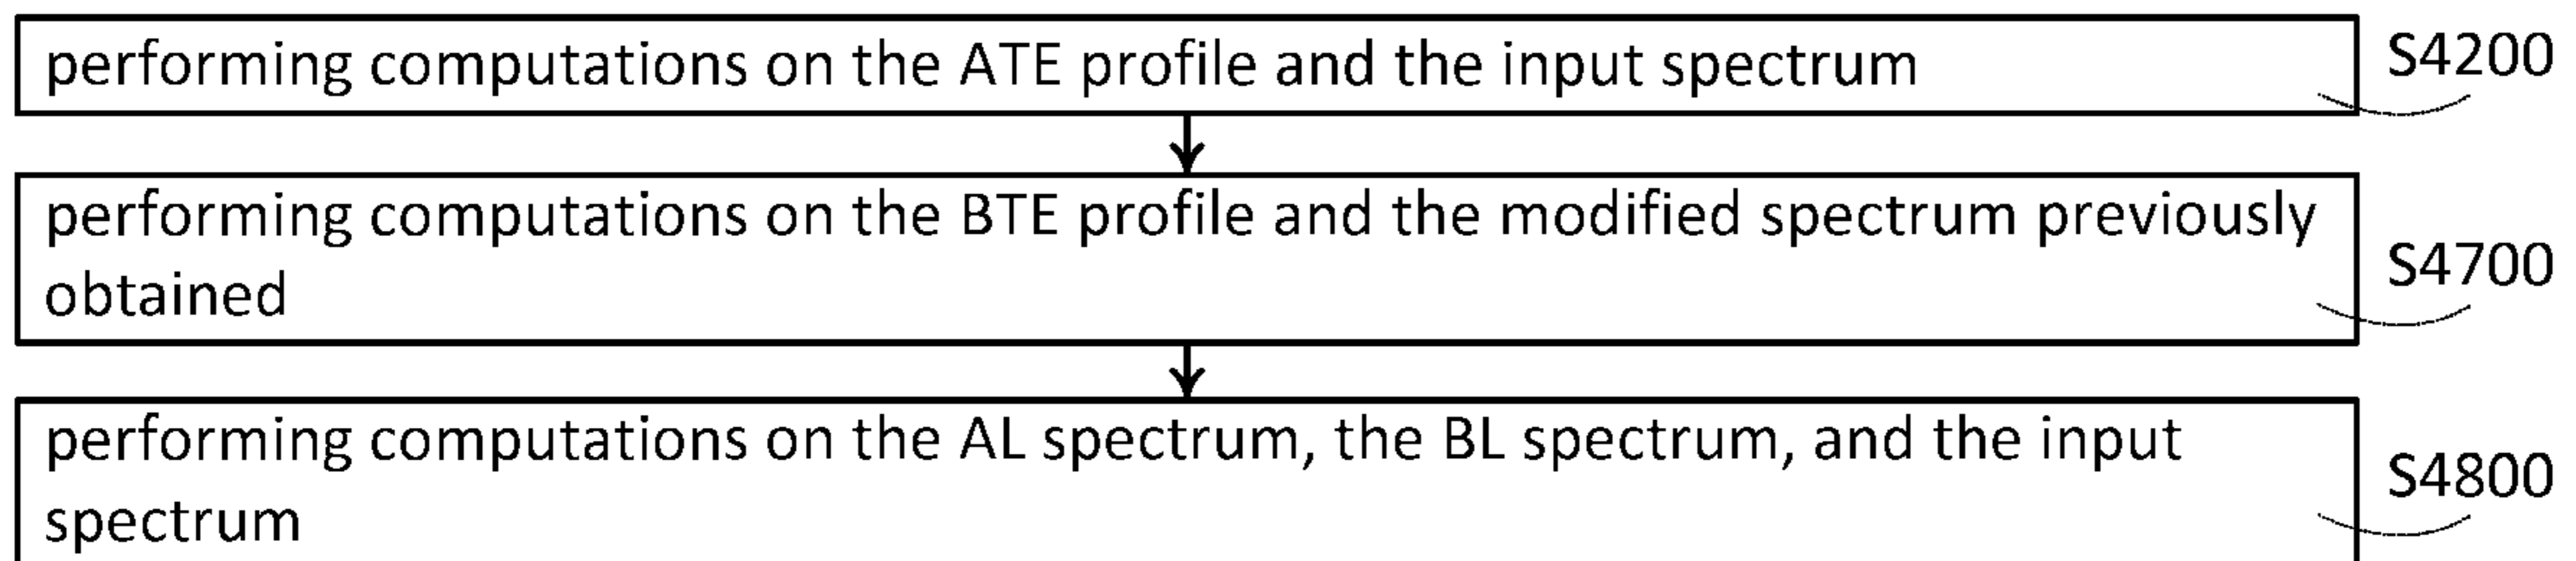 performing computations on the ATE profile and the input spectrum
S4200
performing computations on the BTE profile and the modified spectrum previously
obtained
S4700
performing computations on the AL spectrum, the BL spectrum, and the input
spectrum
S4800